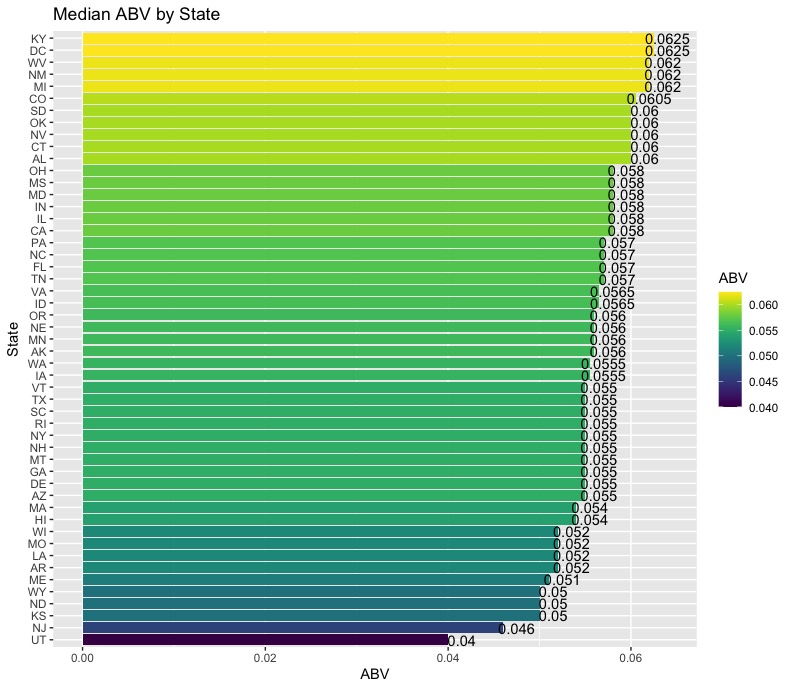 Median ABV by State
KY 0.0625
DC 0.0625
WV 0.062
NM 0.062
MI 0.062
CO 0.0605
SD 0.06
OK 0.06
NV 0.06
CT 0.06
AL 0.06
OH 0.058
MS 0.058
MD 0.058
IN 0.058
IL 0.058
CA 0.058
PA 0.057
NC 0.057
FL 0.057
TN 0.057
VA 0.0565
ID 0.0565
OR 0.056
NE 0.056
MN 0.056
AK 0.056
WA 0.0555
IA 0.0555
VT 0.055
TX 0.055
SC 0.055
RI 0.055
NY 0.055
NH 0.055
MT 0.055
GA 0.055
DE 0.055
AZ 0.055
MA 0.054
HI 0.054
WI 0.052
MO 0.052
LA 0.052
AR 0.052
ME 0.051
WY 0.05
ND 0.05
KS 0.05
NJ 0.046
UT 0.04
0.00 0.02 0.04 0.06
ABV
State
ABV
0.060
0.055
0.050
0.045
0.040